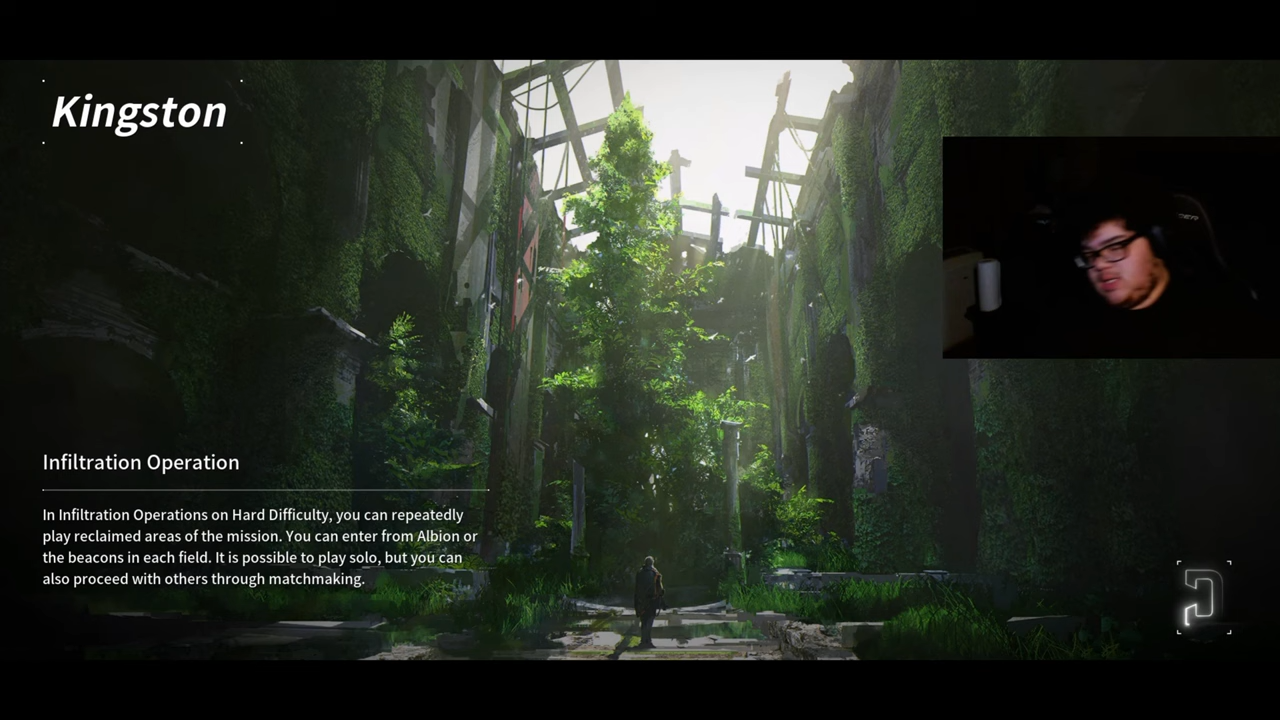 Kingston
Infiltration Operation
In Infiltration Operations on Hard Difficulty, you can repeatedly
play reclaimed areas of the mission. You can enter from Albion or
the beacons in each field. It is possible to play solo, but you can
also proceed with others through matchmaking.